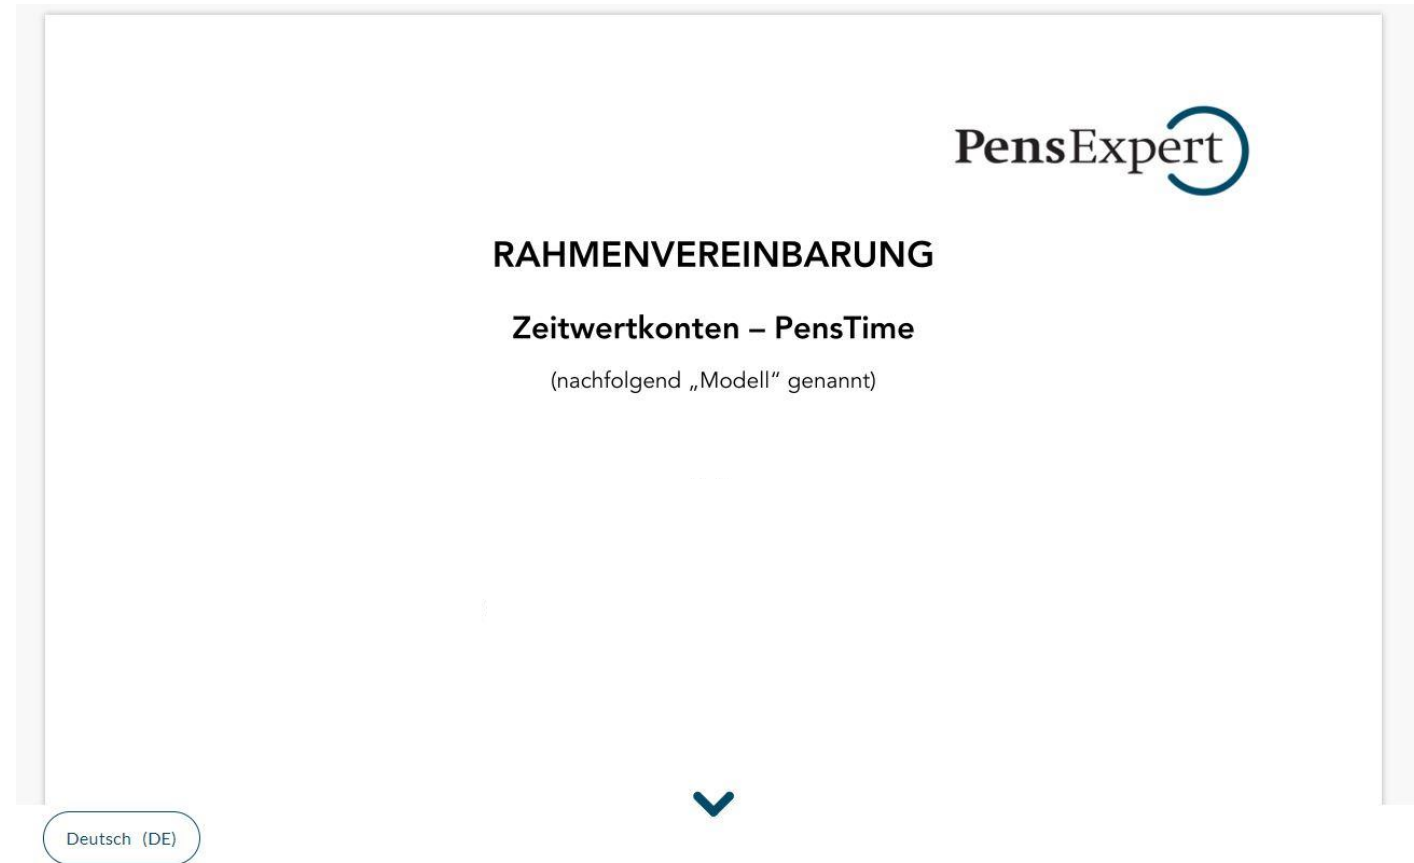 PensExpert
RAHMENVEREINBARUNG
Zeitwertkonten – PensTime
(nachfolgend „Modell“ genannt)
Deutsch (DE)